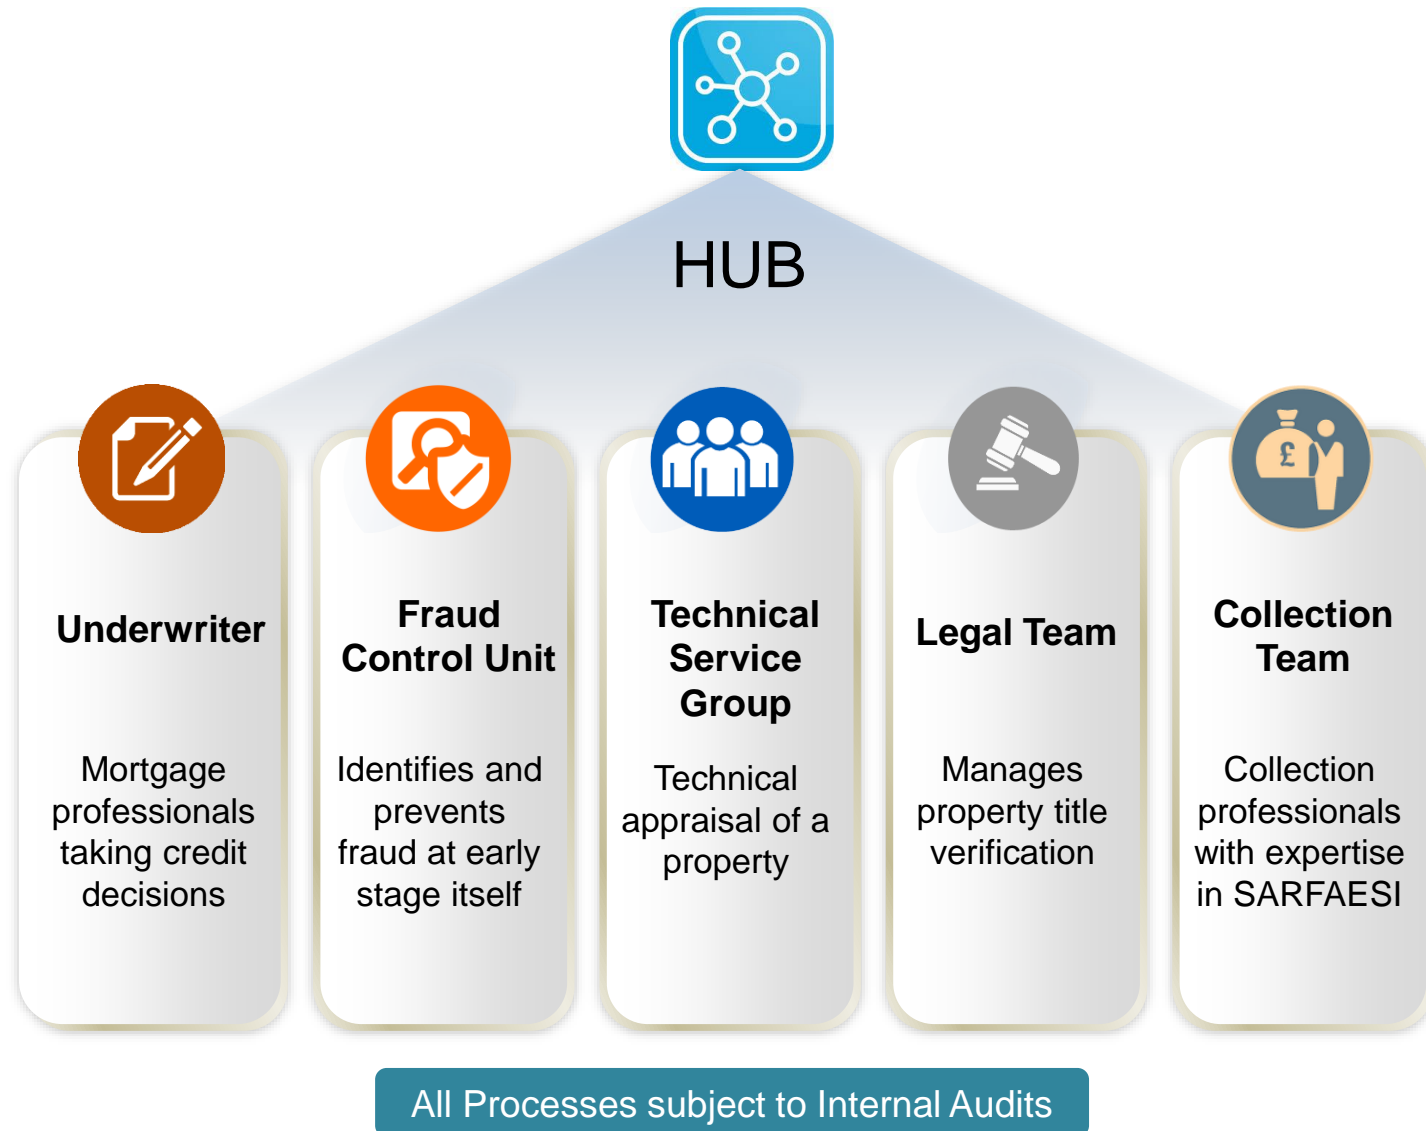 HUB
Underwriter
Mortgage
professionals
taking credit
decisions
Fraud
Control Unit
Identifies and
prevents
fraud at early
stage itself
Technical
Service
Group
Technical
appraisal of a
property
Legal Team
Manages
property title
verification
£
Collection
Team
Collection
professionals
with expertise
in SARFAESI
All Processes subject to Internal Audits